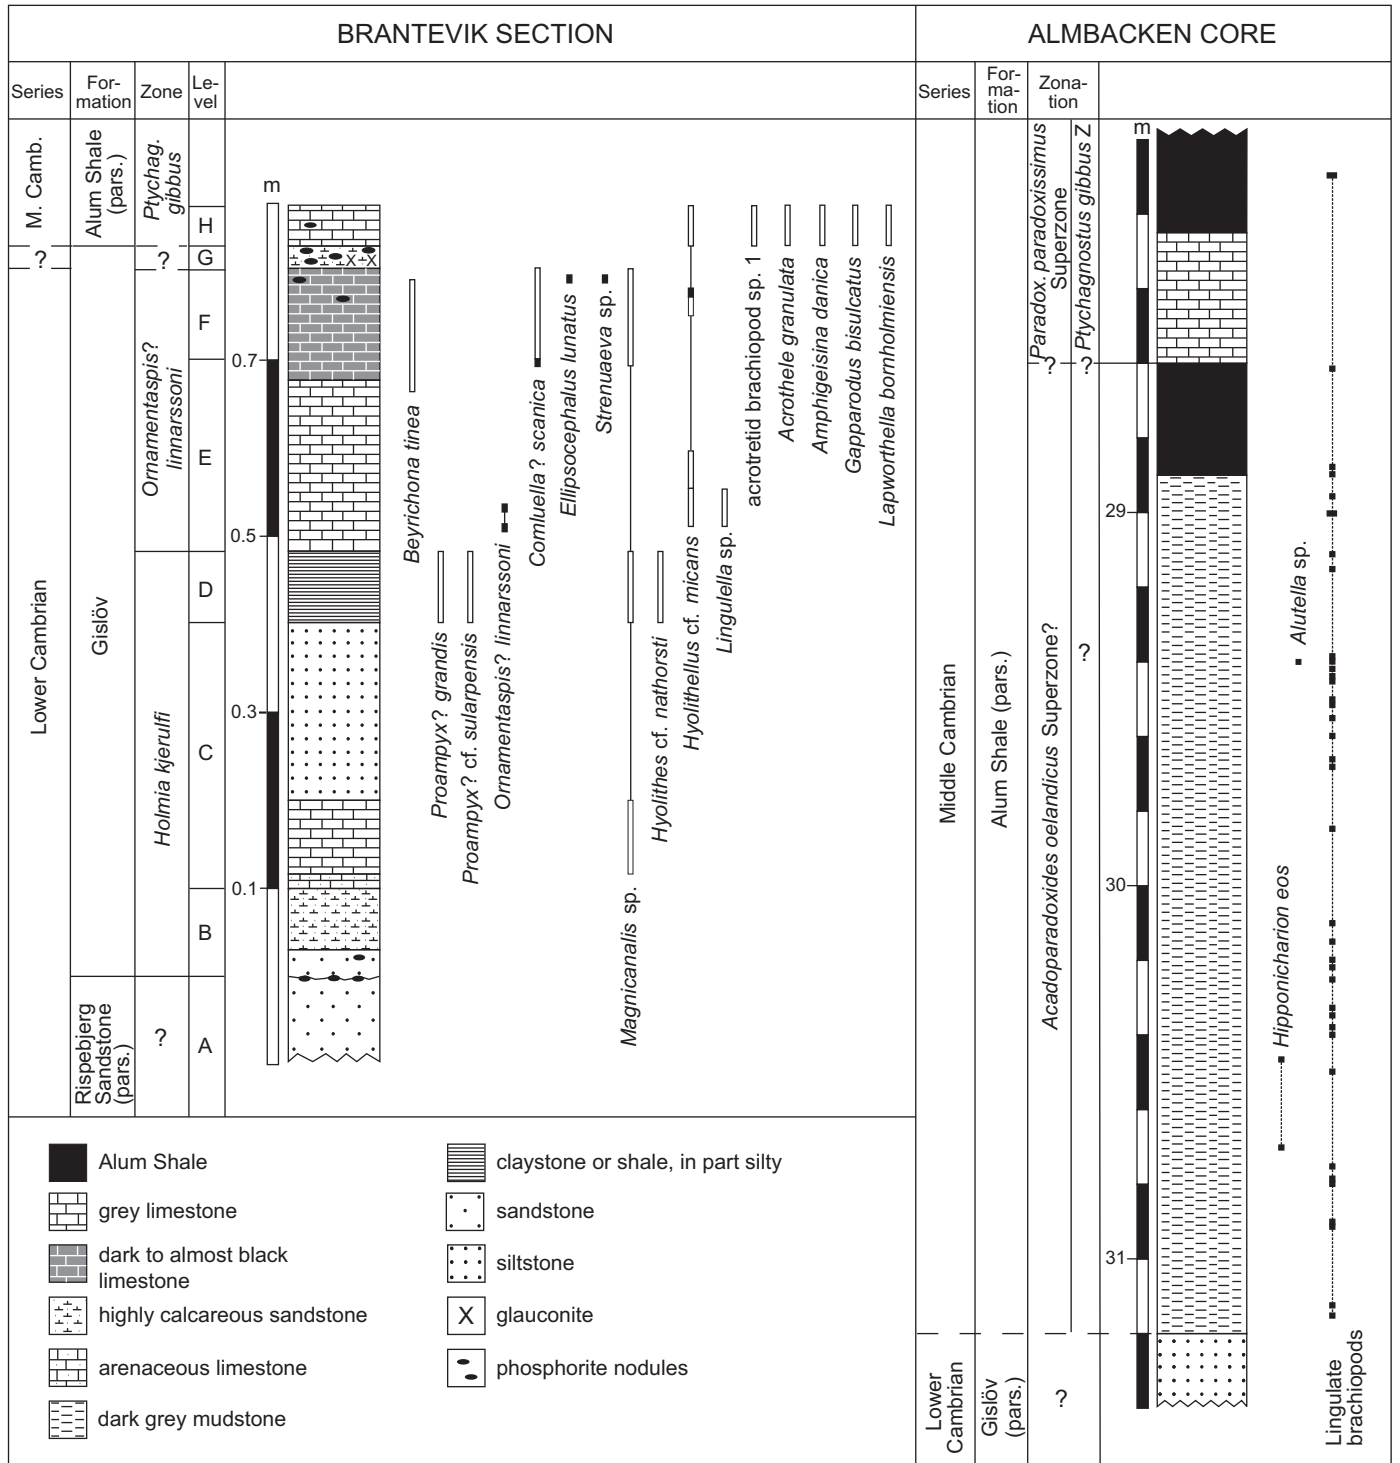 BRANTEVIK SECTION
ALMBACKEN CORE
Series
For-
mation
Zone
Le-
vel
Series
For-
ma-
tion
Zona-
tion
M. Camb.
Alum Shale
(pars.)
Ptychag.
gibbus
H
?
?
G
Lower Cambrian
Gislöv
Ornamentaspis?
linnarssoni
F
E
Holmia kjerulfi
D
C
B
Rispebjerg
Sandstone
(pars.)
?
A
m
0.7
0.5
0.3
0.1
X
X
Beyrichona tinea
Proampyx? grandis
Proampyx? cf. sularpensis
Ornamentaspis? linnarssoni
Comluella? scanica
Ellipsocephalus lunatus
Strenuaeva sp.
Magnicanalis sp.
Hyolithes cf. nathorsti
Hyolithellus cf. micans
Lingulella sp.
acrotretid brachiopod sp. 1
Acrothele granulata
Amphigeisina danica
Gapparodus bisulcatus
Lapworthella bornholmiensis
Middle Cambrian
Alum Shale (pars.)
Paradox. paradoxissimus
Superzone
Ptychagnostus gibbus Z
?
?
Acadoparadoxides oelandicus Superzone?
?
m
29
30
31
Alutella sp.
Hipponicharion eos
Lingulate
brachiopods
Lower
Cambrian
Gislöv
(pars.)
?
Alum Shale
grey limestone
dark to almost black
limestone
highly calcareous sandstone
arenaceous limestone
dark grey mudstone
claystone or shale, in part silty
sandstone
siltstone
X
glauconite
phosphorite nodules